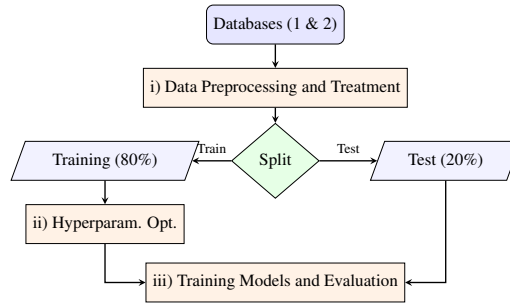 Databases (1 & 2)
i) Data Preprocessing and Treatment
Split
Train
Test
Training (80%)
Test (20%)
ii) Hyperparam. Opt.
iii) Training Models and Evaluation